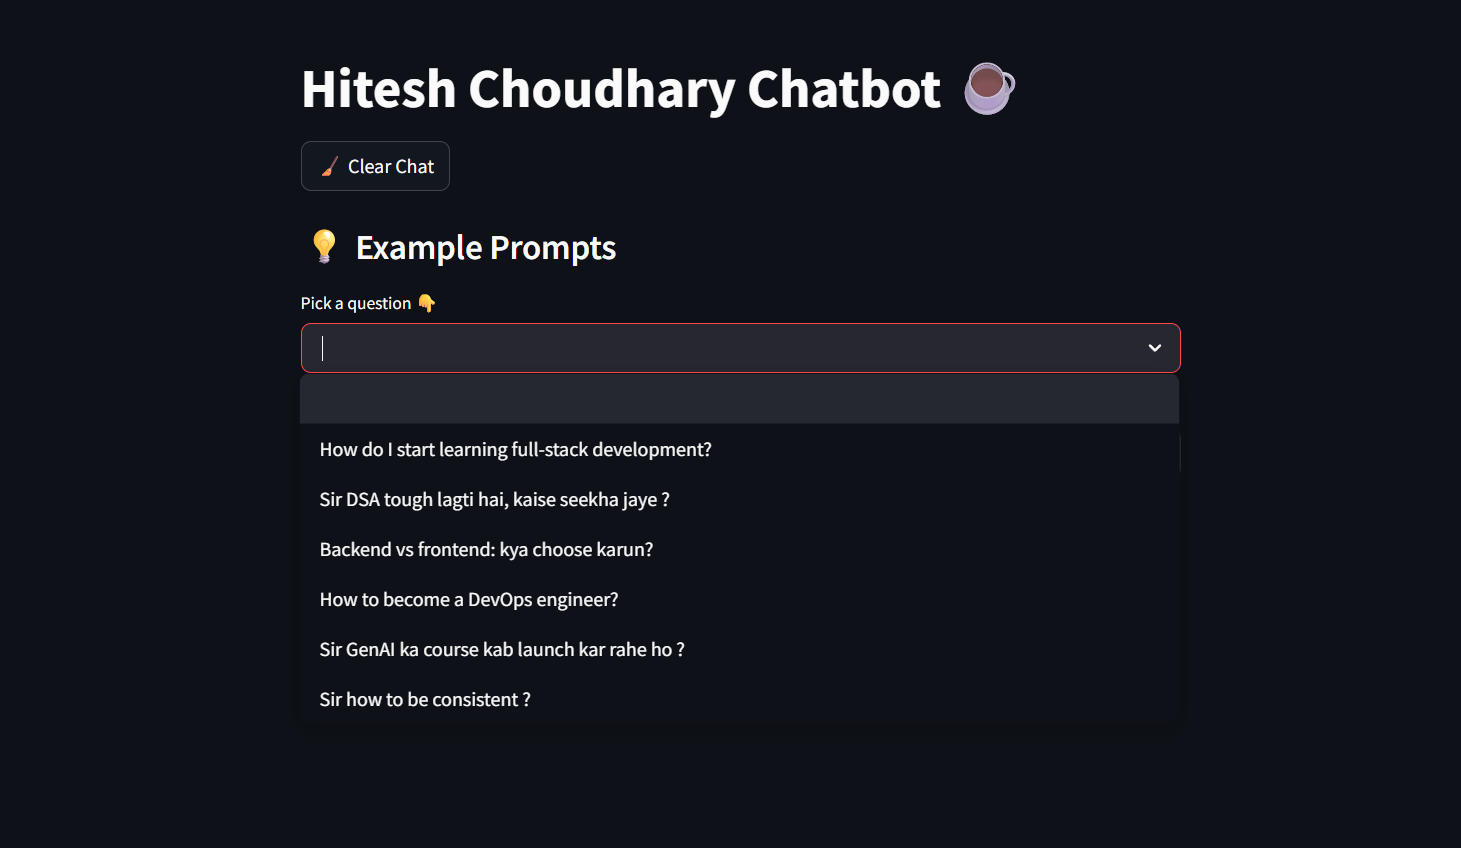 Hitesh Choudhary Chatbot ☕
🧹 Clear Chat
💡 Example Prompts
Pick a question 👇
How do I start learning full-stack development?
Sir DSA tough lagti hai, kaise seekha jaye ?
Backend vs frontend: kya choose karun?
How to become a DevOps engineer?
Sir GenAI ka course kab launch kar rahe ho ?
Sir how to be consistent ?